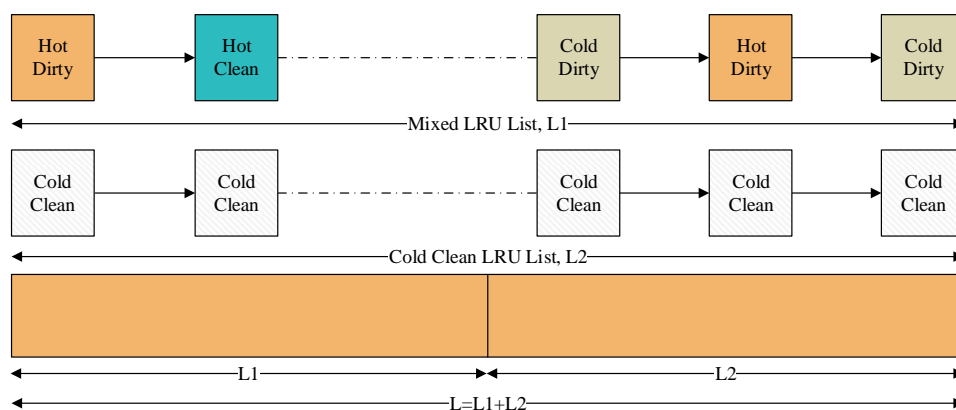 Hot
Dirty
Hot
Clean
Cold
Dirty
Hot
Dirty
Cold
Dirty
Mixed LRU List, L1
Cold
Clean
Cold
Clean
Cold
Clean
Cold
Clean
Cold
Clean
Cold Clean LRU List, L2
L1
L2
L=L1+L2